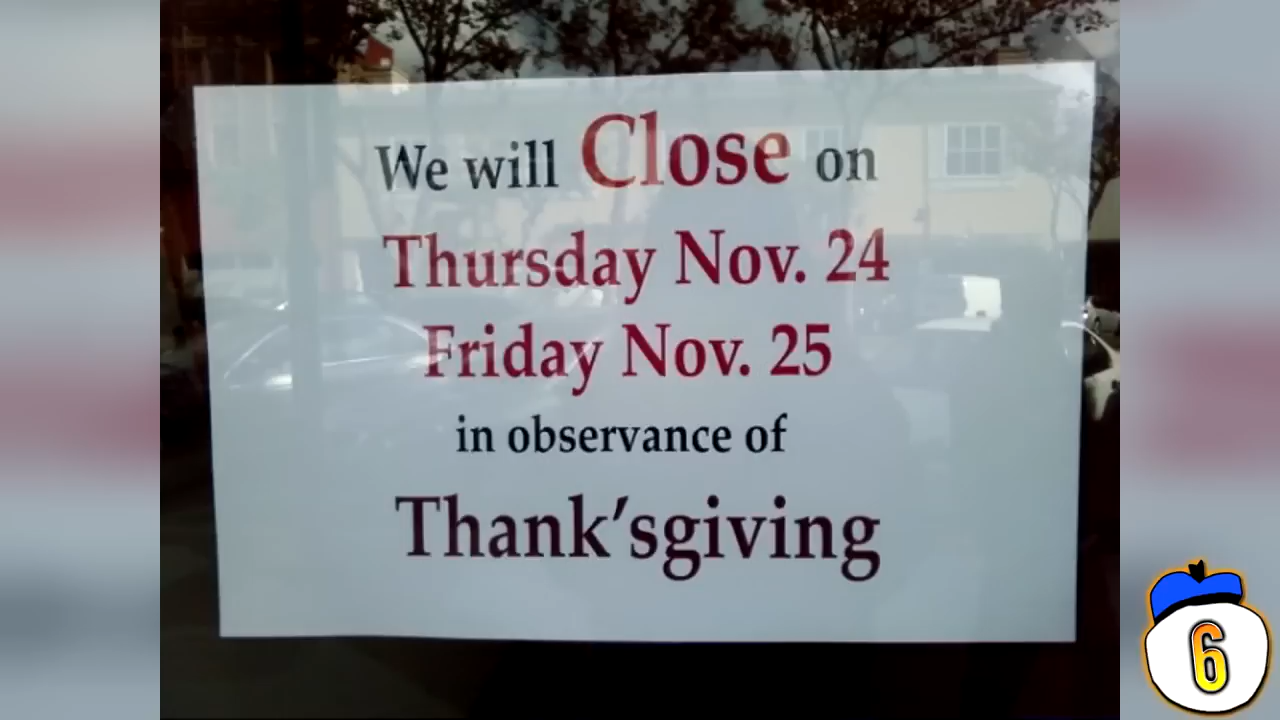 We will Close on
Thursday Nov. 24
Friday Nov. 25
in observance of
Thank'sgiving
6